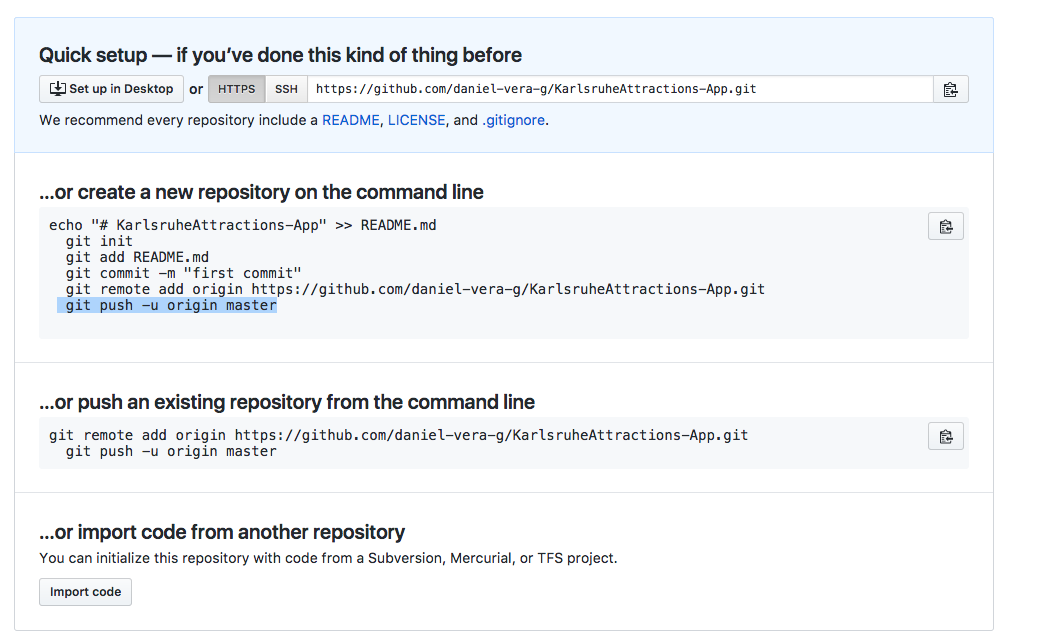 Quick setup — if you’ve done this kind of thing before
Set up in Desktop or HTTPS SSH https://github.com/daniel-vera-g/KarlsruheAttractions-App.git
We recommend every repository include a README, LICENSE, and .gitignore.
…or create a new repository on the command line
echo "# KarlsruheAttractions-App" >> README.md
git init
git add README.md
git commit -m "first commit"
git remote add origin https://github.com/daniel-vera-g/KarlsruheAttractions-App.git
git push -u origin master
…or push an existing repository from the command line
git remote add origin https://github.com/daniel-vera-g/KarlsruheAttractions-App.git
git push -u origin master
…or import code from another repository
You can initialize this repository with code from a Subversion, Mercurial, or TFS project.
Import code